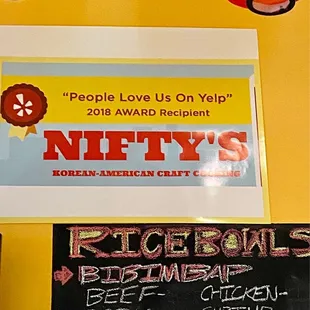 "People Love Us On Yelp"
2018 AWARD Recipient
NIFTY'S
KOREAN-AMERICAN CRAFT COOKING
RICEBOWLS
BIBIMBAP
BEEF- CHICKEN-